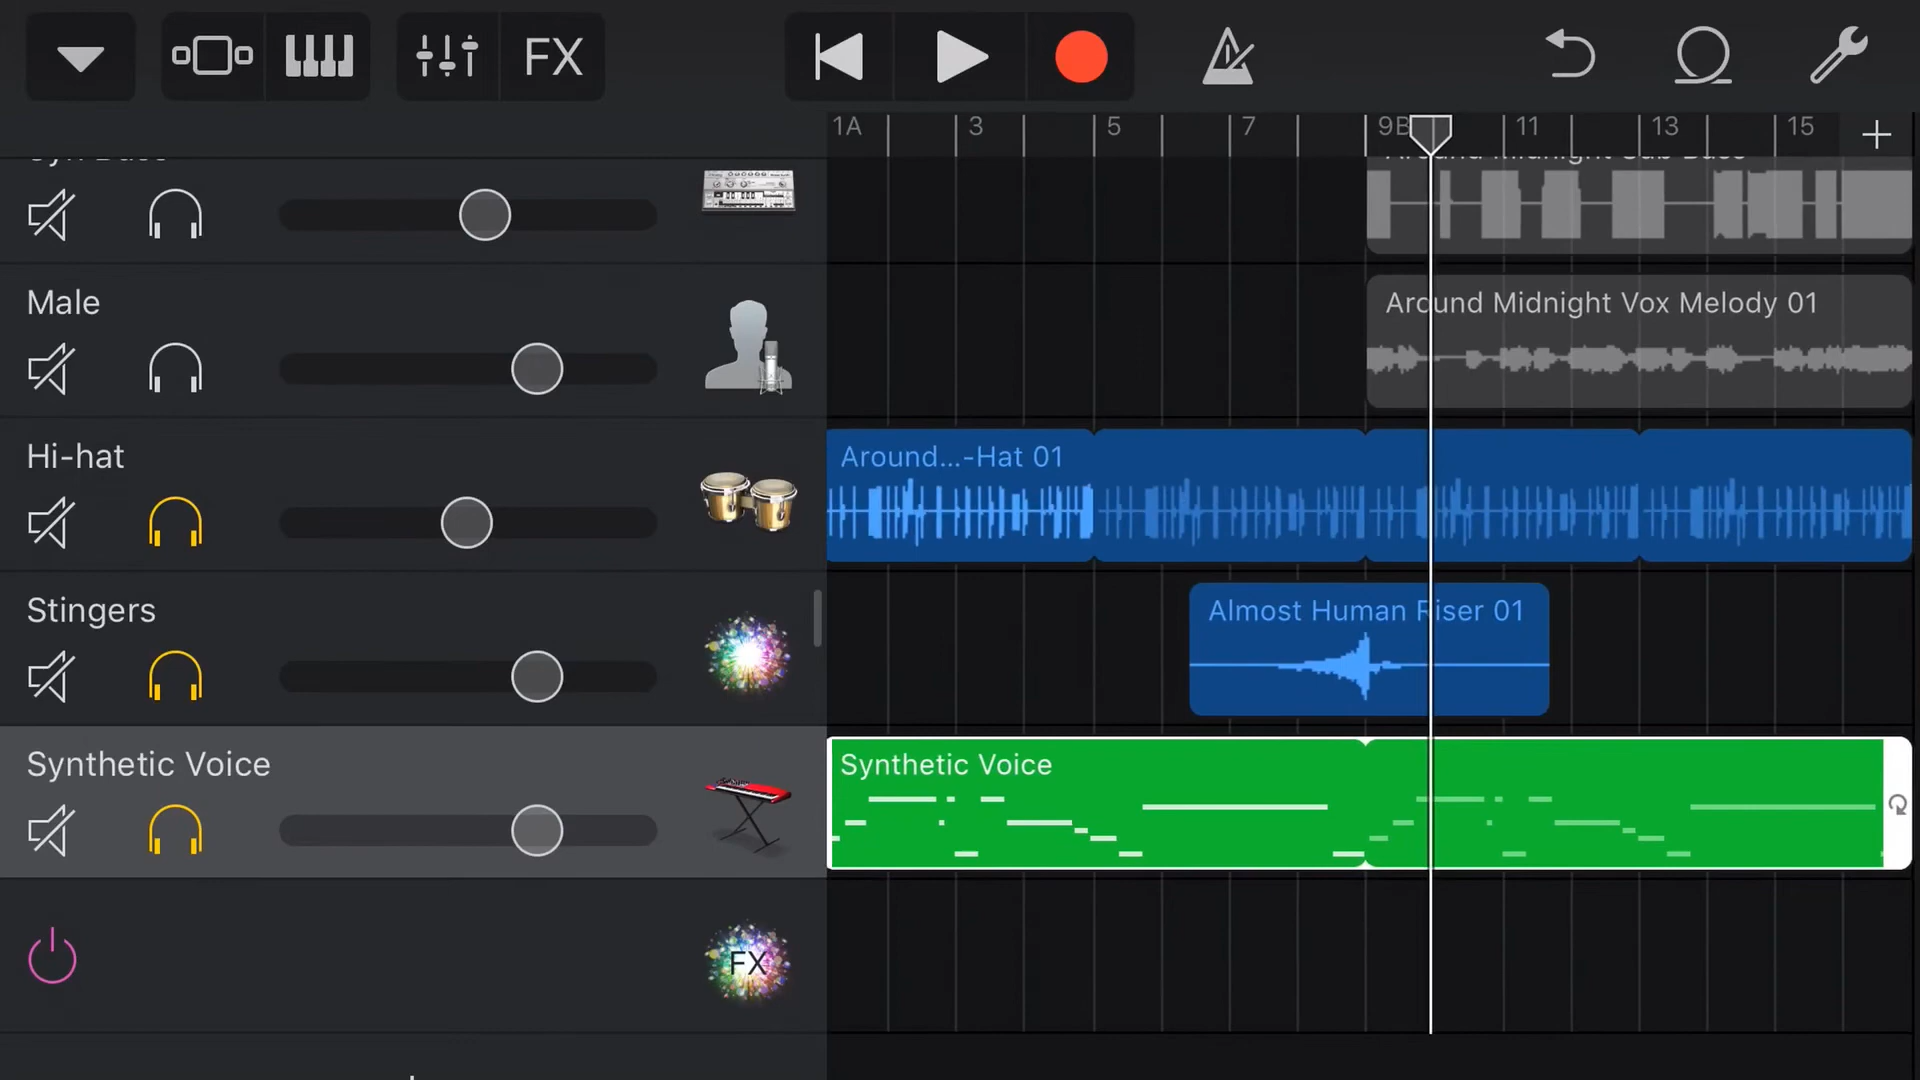 FX
1A 3 5 7 9B 11 13 15
Male
Around Midnight Vox Melody 01
Hi-hat
Around...-Hat 01
Stingers
Almost Human Riser 01
Synthetic Voice
Synthetic Voice
FX